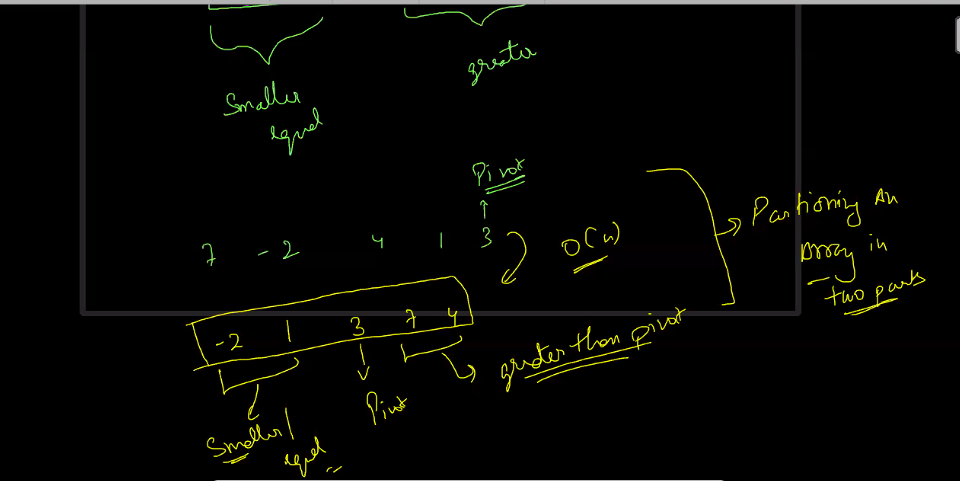 greater
Smaller
equal
Pivot
7 -2 4 1 3
O(n)
Partioning An
Array in
two parts
-2 1 3 7 4
greater than pivot
Pivot
Smaller/
equal